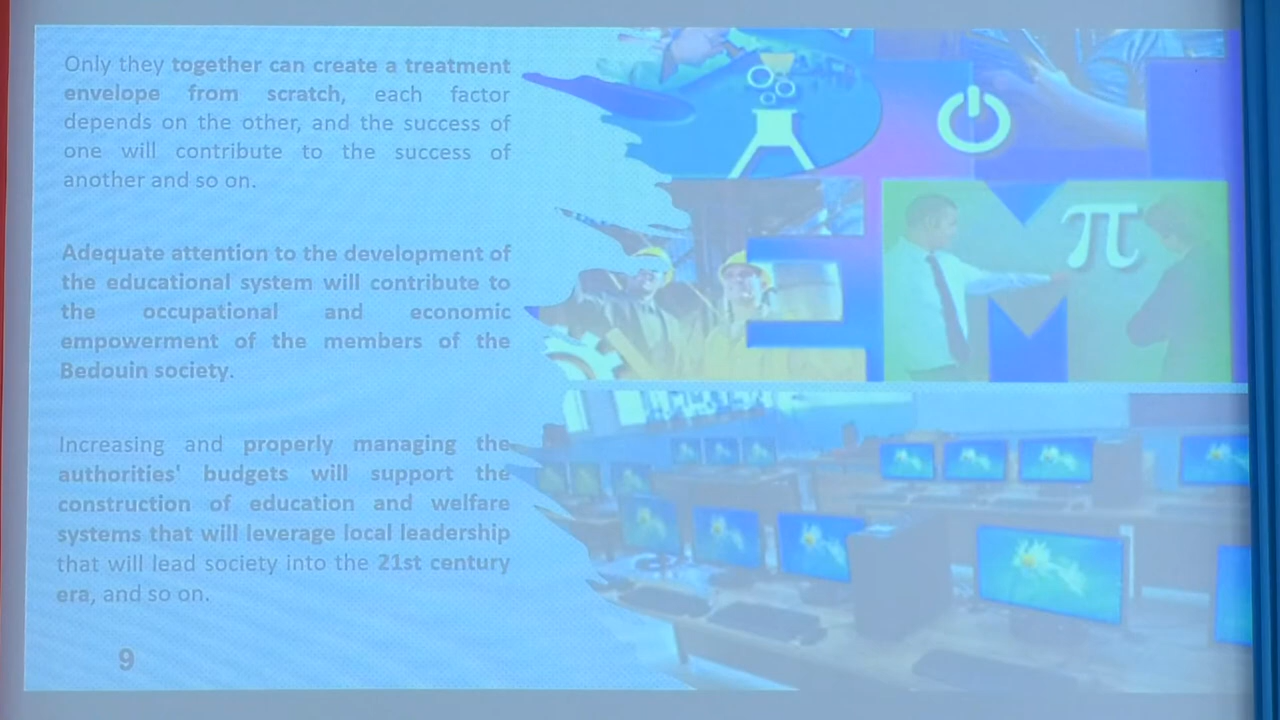 Only they together can create a treatment
envelope from scratch, each factor
depends on the other, and the success of
one will contribute to the success of
another and so on.
Adequate attention to the development of
the educational system will contribute to
the occupational and economic
empowerment of the members of the
Bedouin society.
Increasing and properly managing the
authorities' budgets will support the
construction of education and welfare
systems that will leverage local leadership
that will lead society into the 21st century
era, and so on.
9
E M π